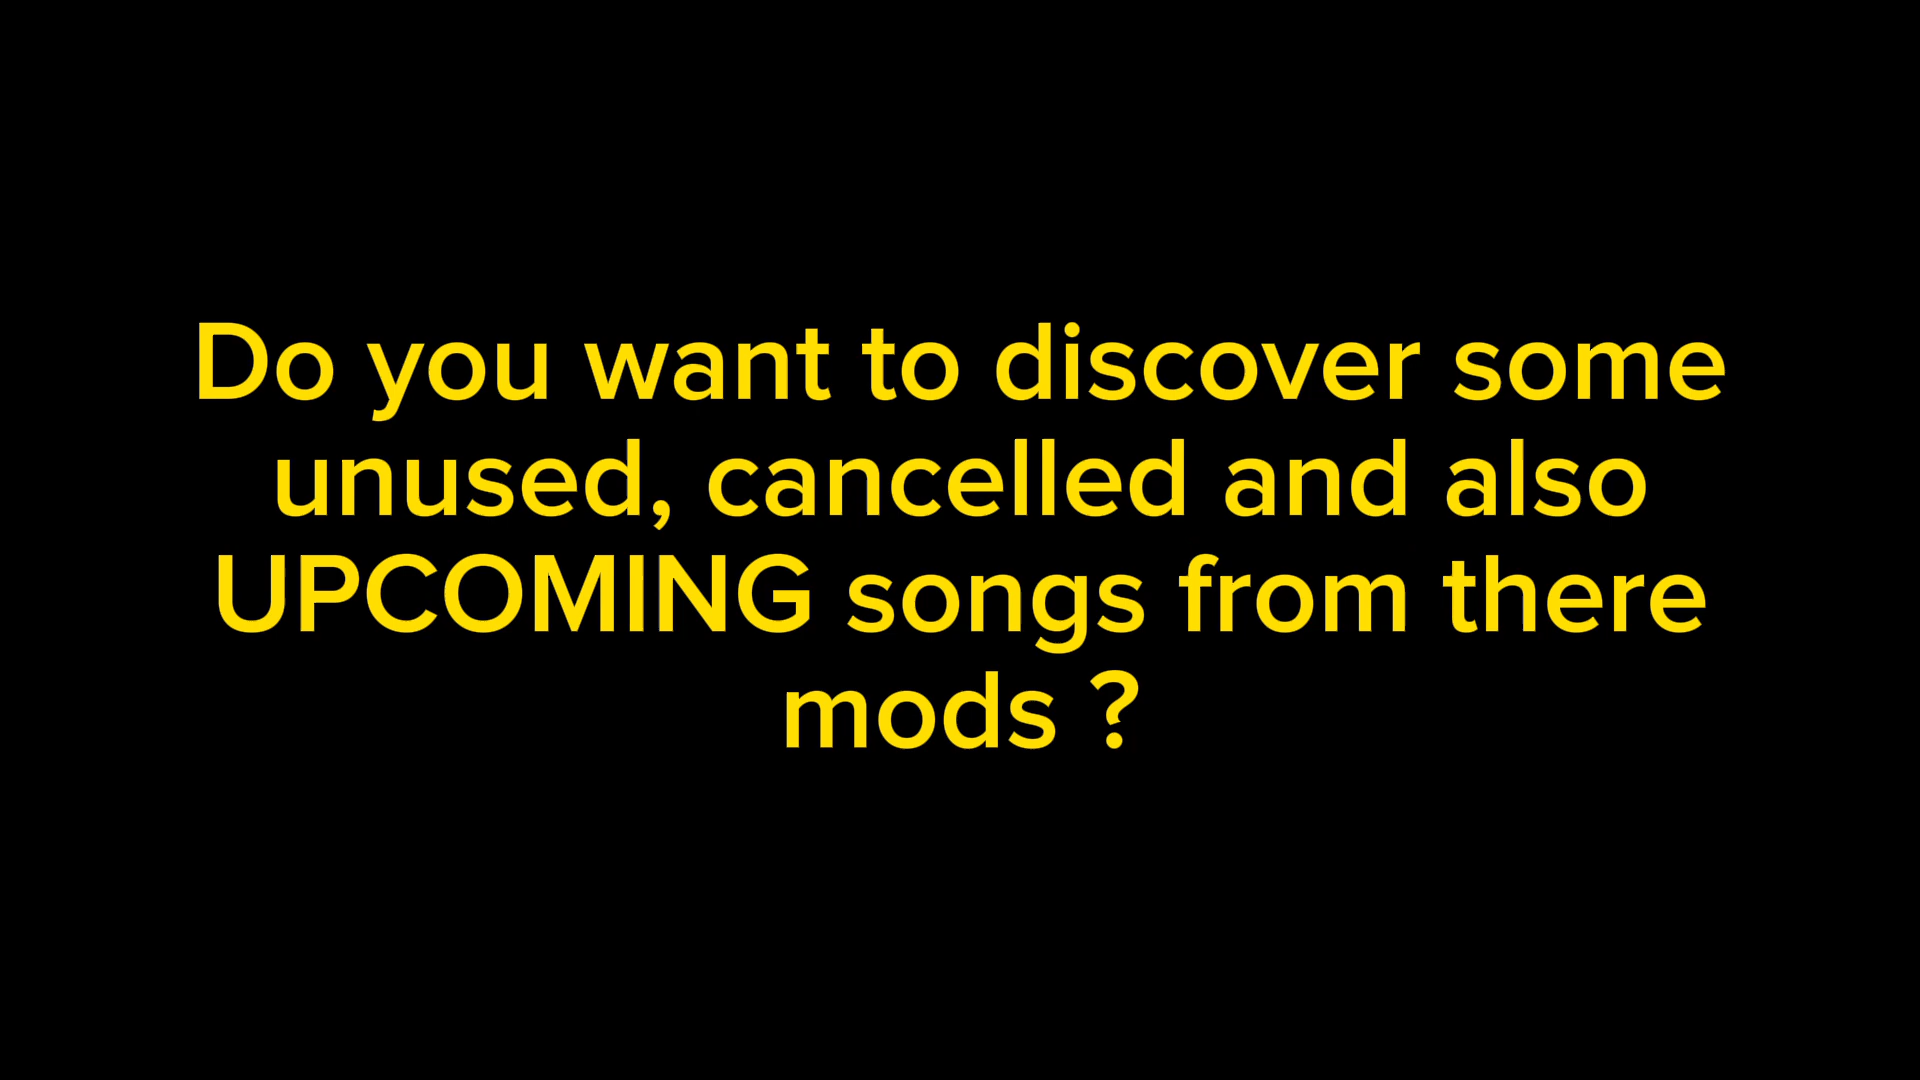 Do you want to discover some
unused, cancelled and also
UPCOMING songs from there
mods ?